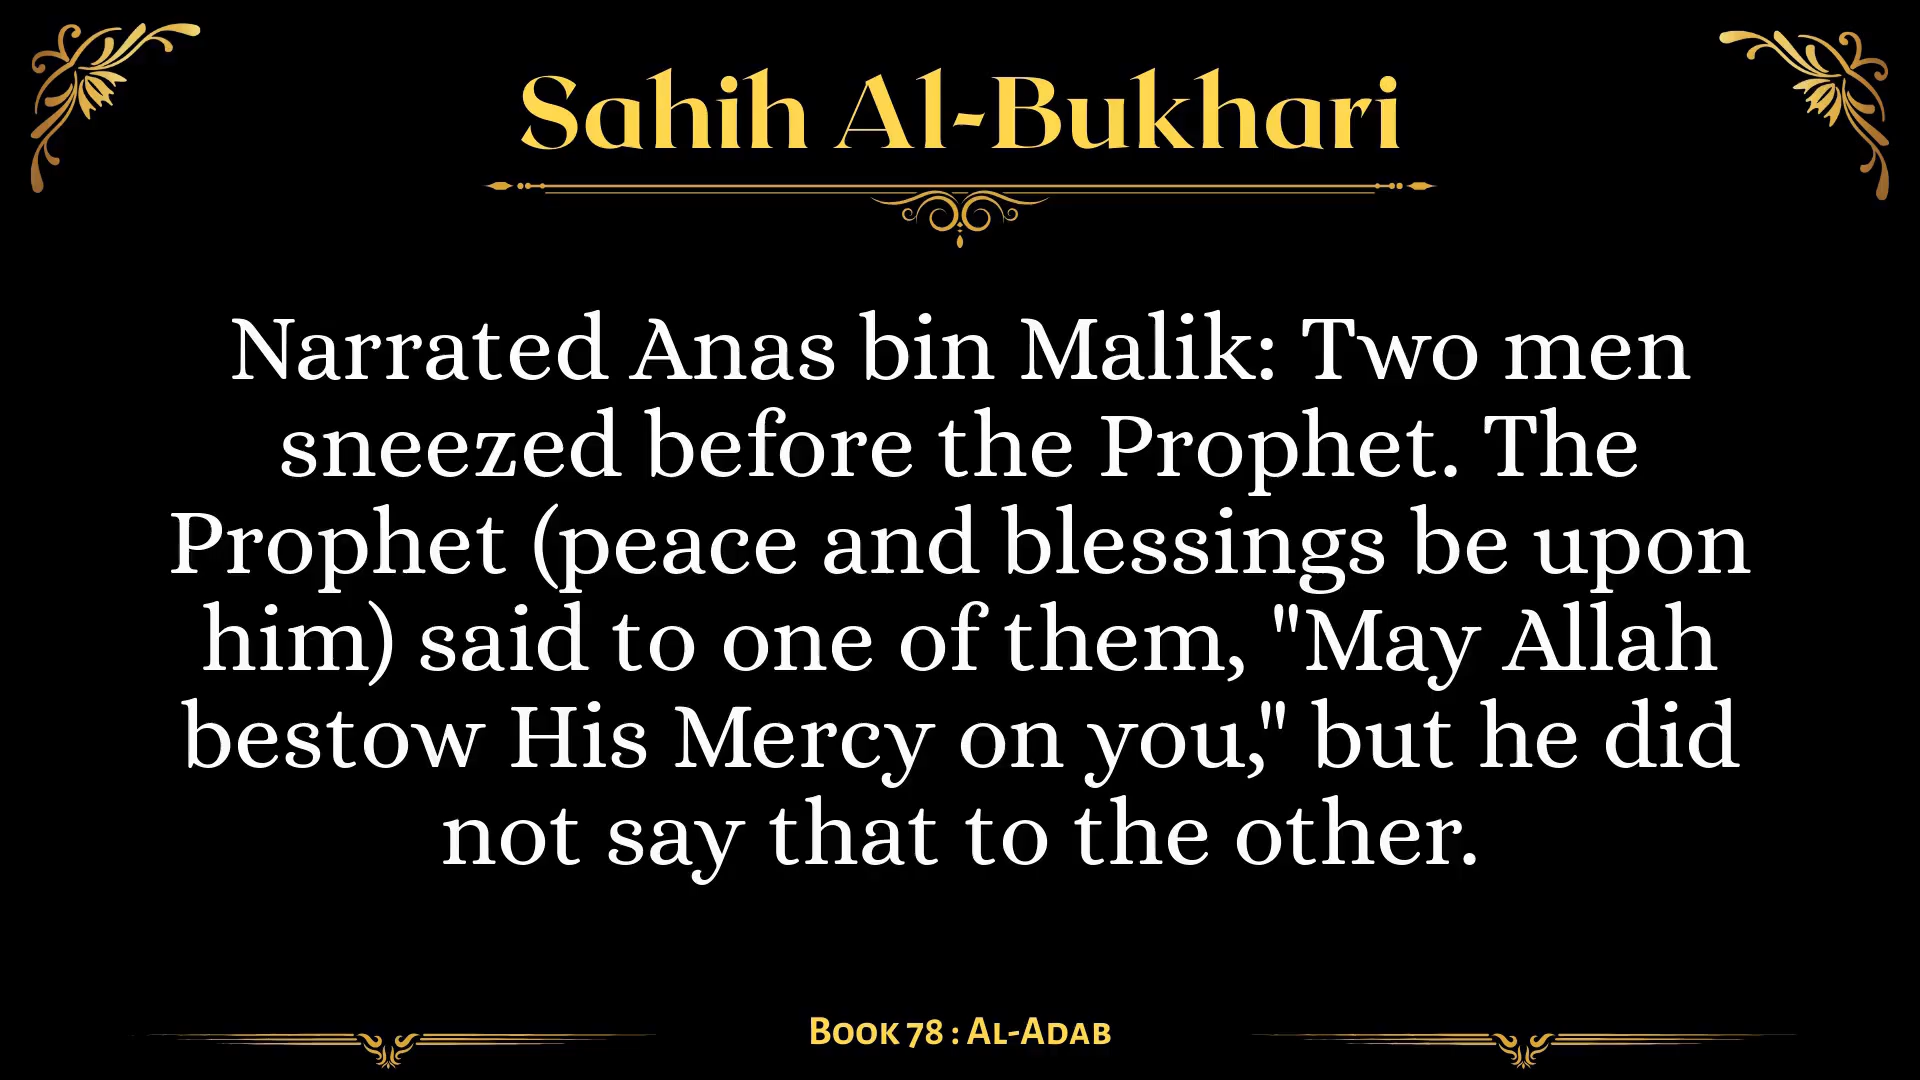 Sahih Al-Bukhari
Narrated Anas bin Malik: Two men
sneezed before the Prophet. The
Prophet (peace and blessings be upon
him) said to one of them, "May Allah
bestow His Mercy on you," but he did
not say that to the other.
Book 78 : Al-Adab